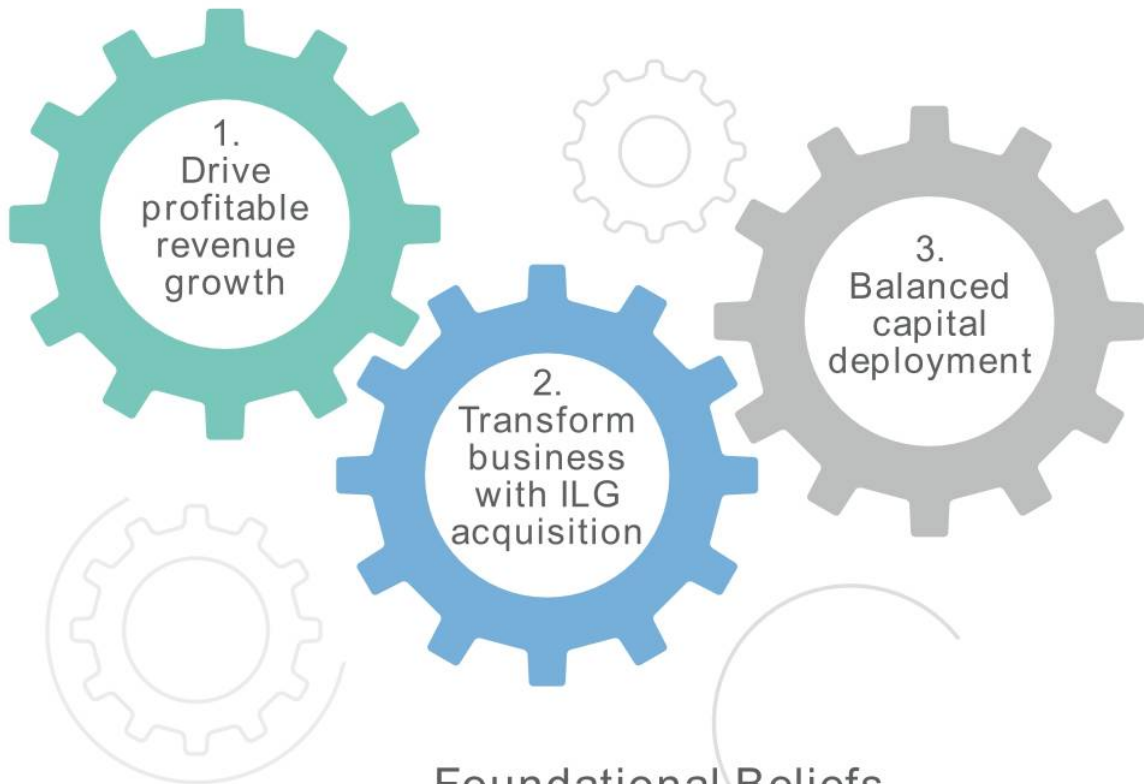 1.
Drive
profitable
revenue
growth
2.
Transform
business
with ILG
acquisition
3.
Balanced
capital
deployment
Foundational Beliefs